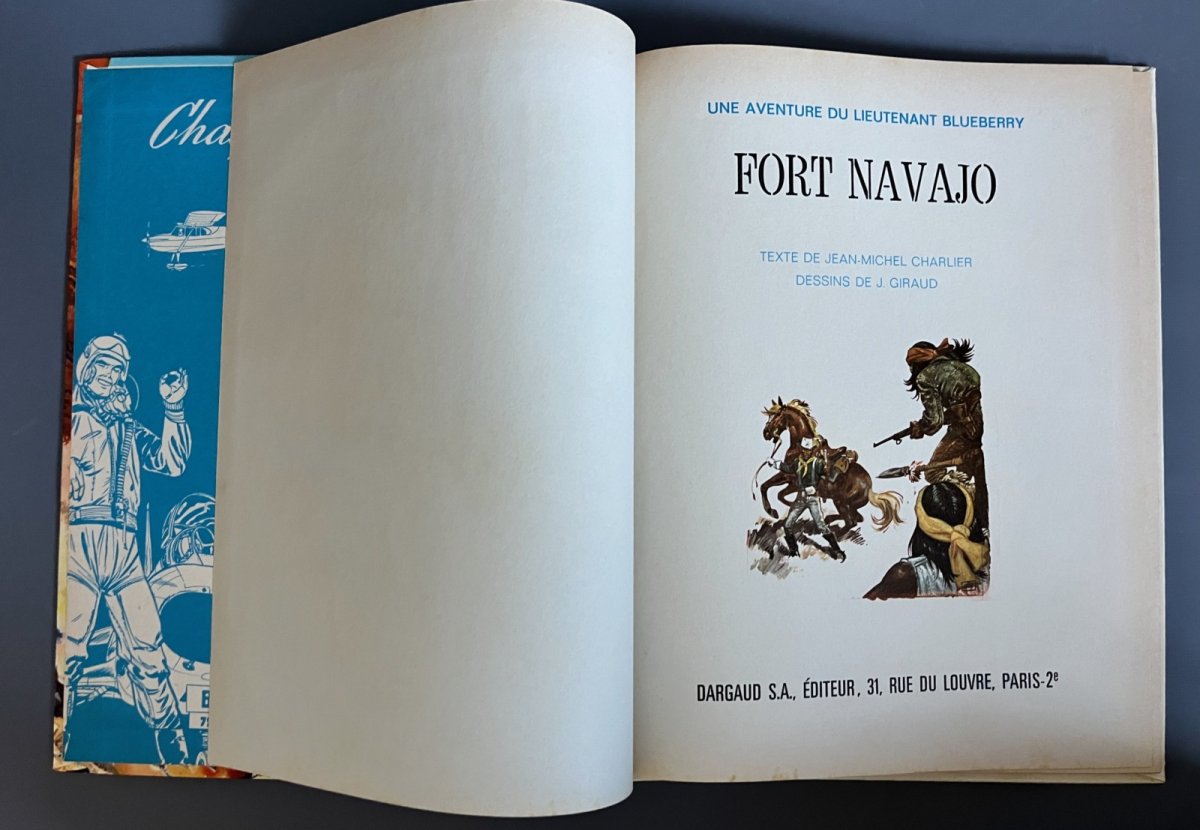 UNE AVENTURE DU LIEUTENANT BLUEBERRY
FORT NAVAJO
TEXTE DE JEAN-MICHEL CHARLIER
DESSINS DE J. GIRAUD
DARGAUD S.A., ÉDITEUR, 31, RUE DU LOUVRE, PARIS-2e